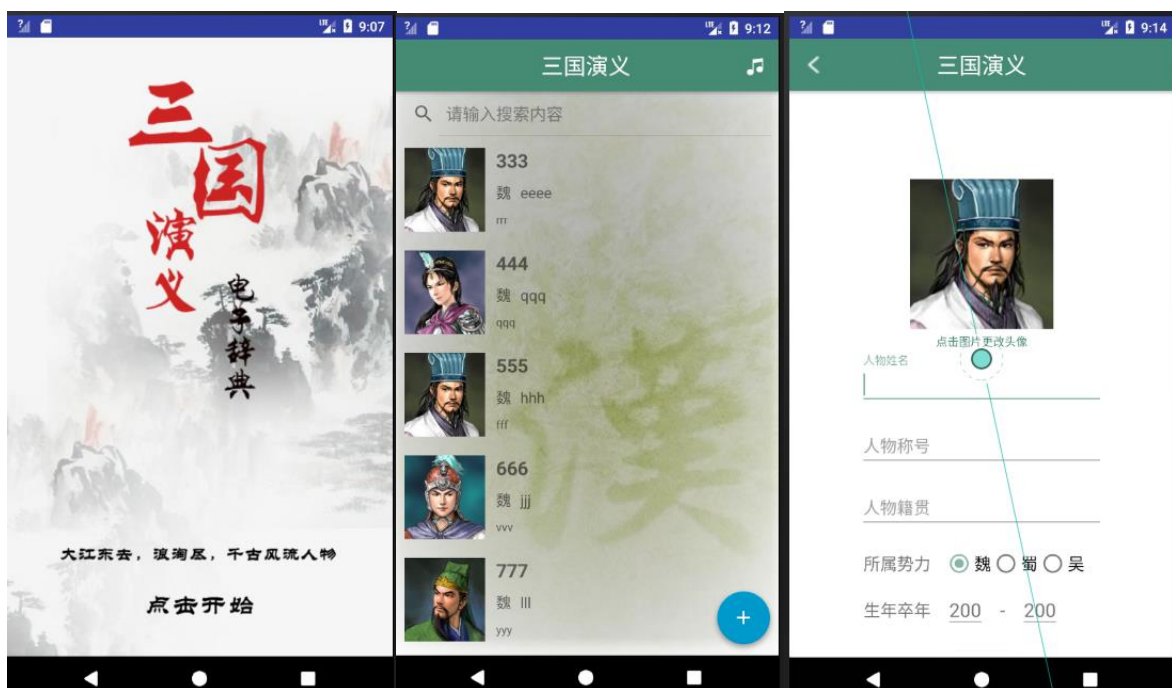 9:07
三
国
演
义
电子辞典
大江东去，浪淘尽，千古风流人物
点击开始
9:12
三国演义
请输入搜索内容
333
魏 eeee
rrr
444
魏 qqq
qqq
555
魏 hhh
fff
666
魏 jjj
vvv
777
魏 lll
yyy
+
漢
9:14
三国演义
点击图片更改头像
人物姓名
人物称号
人物籍贯
所属势力 魏 蜀 吴
生年卒年 200 - 200